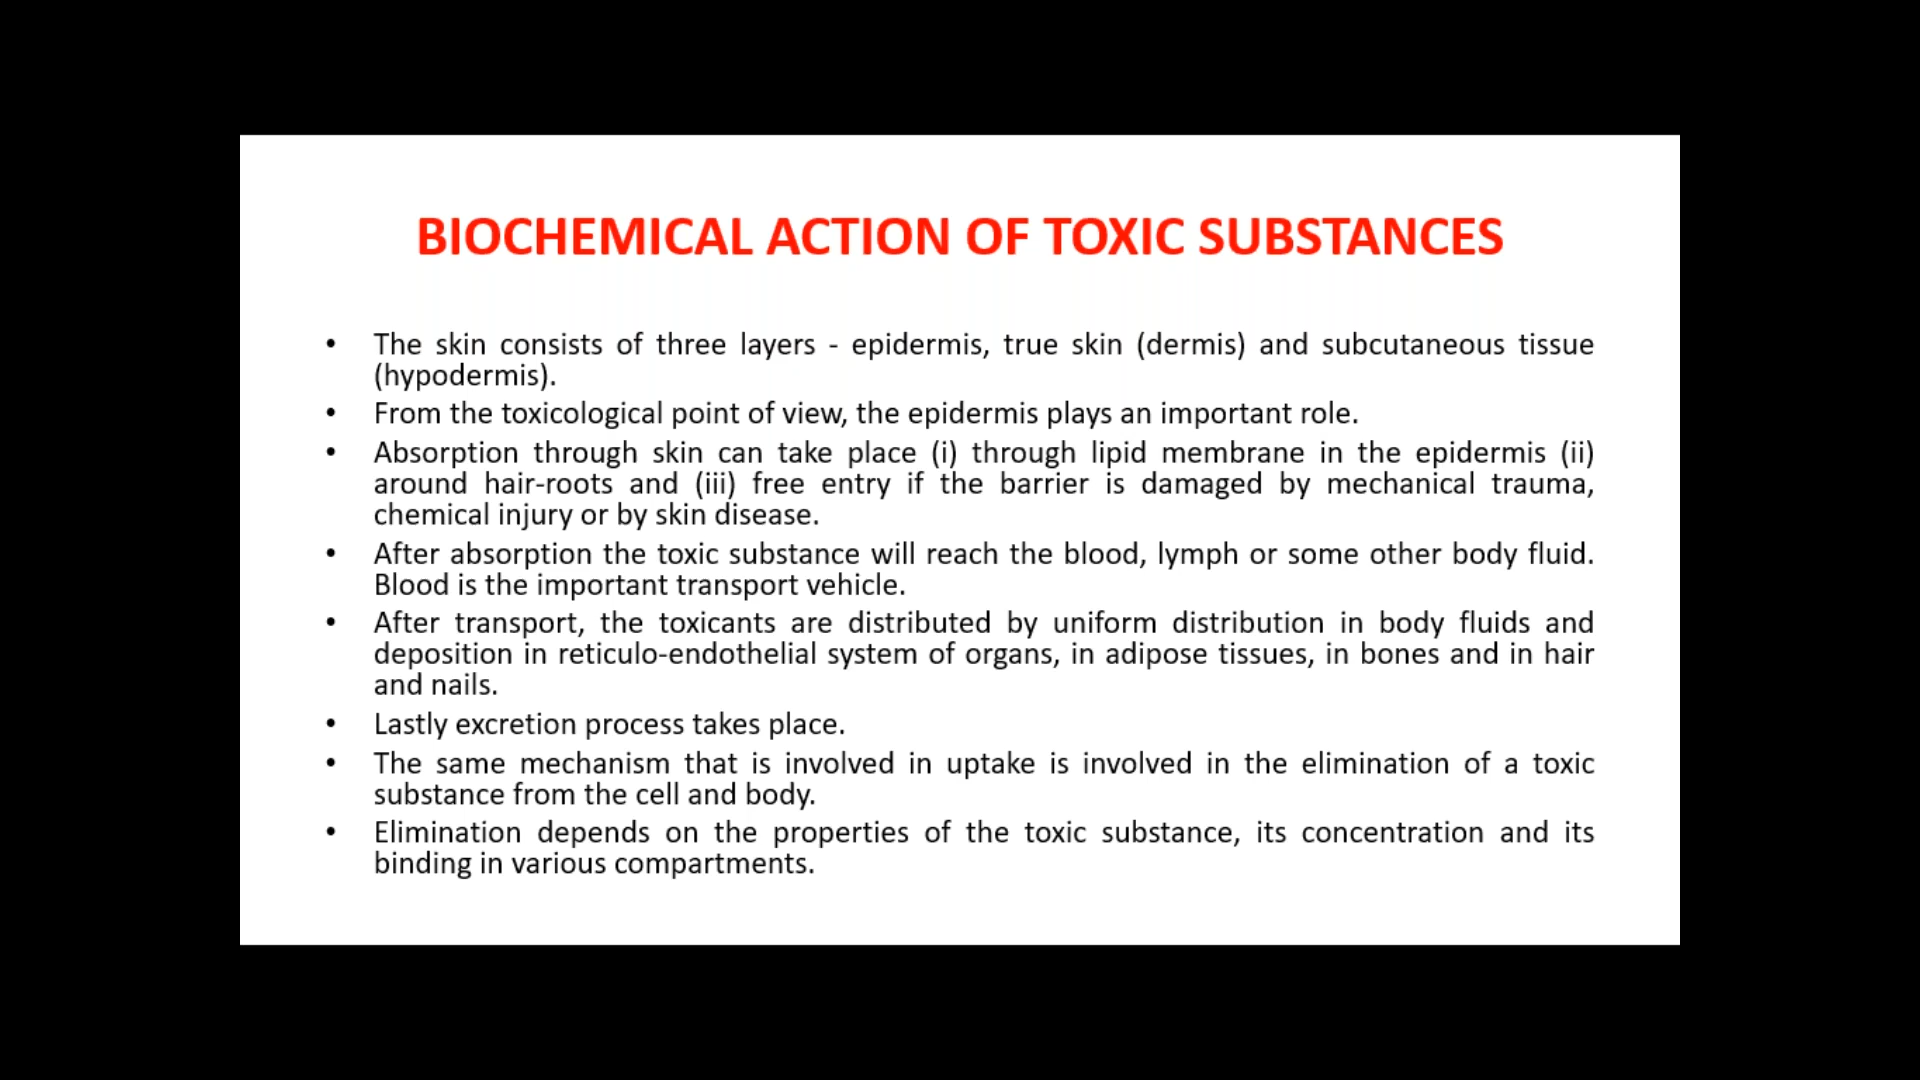 BIOCHEMICAL ACTION OF TOXIC SUBSTANCES
• The skin consists of three layers - epidermis, true skin (dermis) and subcutaneous tissue
(hypodermis).
• From the toxicological point of view, the epidermis plays an important role.
• Absorption through skin can take place (i) through lipid membrane in the epidermis (ii)
around hair-roots and (iii) free entry if the barrier is damaged by mechanical trauma,
chemical injury or by skin disease.
• After absorption the toxic substance will reach the blood, lymph or some other body fluid.
Blood is the important transport vehicle.
• After transport, the toxicants are distributed by uniform distribution in body fluids and
deposition in reticulo-endothelial system of organs, in adipose tissues, in bones and in hair
and nails.
• Lastly excretion process takes place.
• The same mechanism that is involved in uptake is involved in the elimination of a toxic
substance from the cell and body.
• Elimination depends on the properties of the toxic substance, its concentration and its
binding in various compartments.